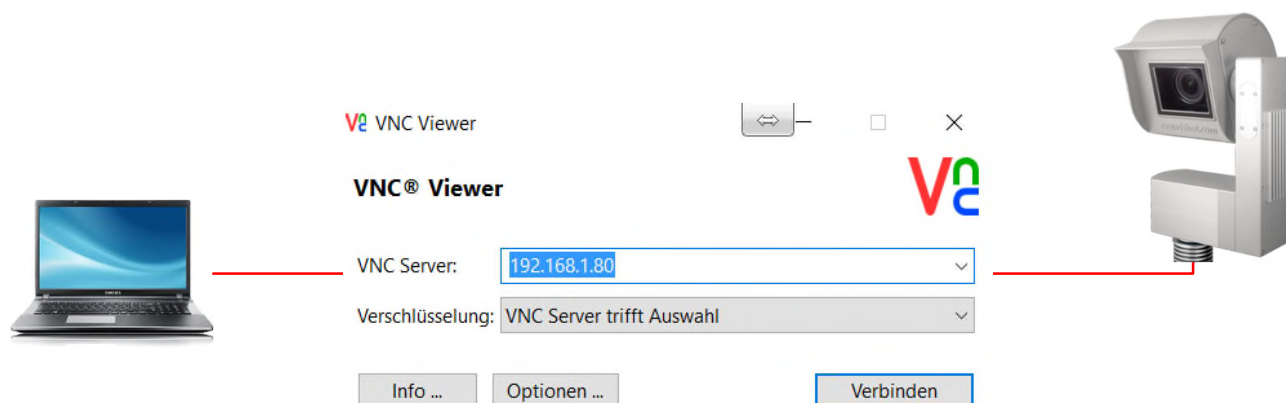 VNC Viewer
VNC® Viewer
VNC Server: 192.168.1.80
Verschlüsselung: VNC Server trifft Auswahl
Info ... Optionen ... Verbinden